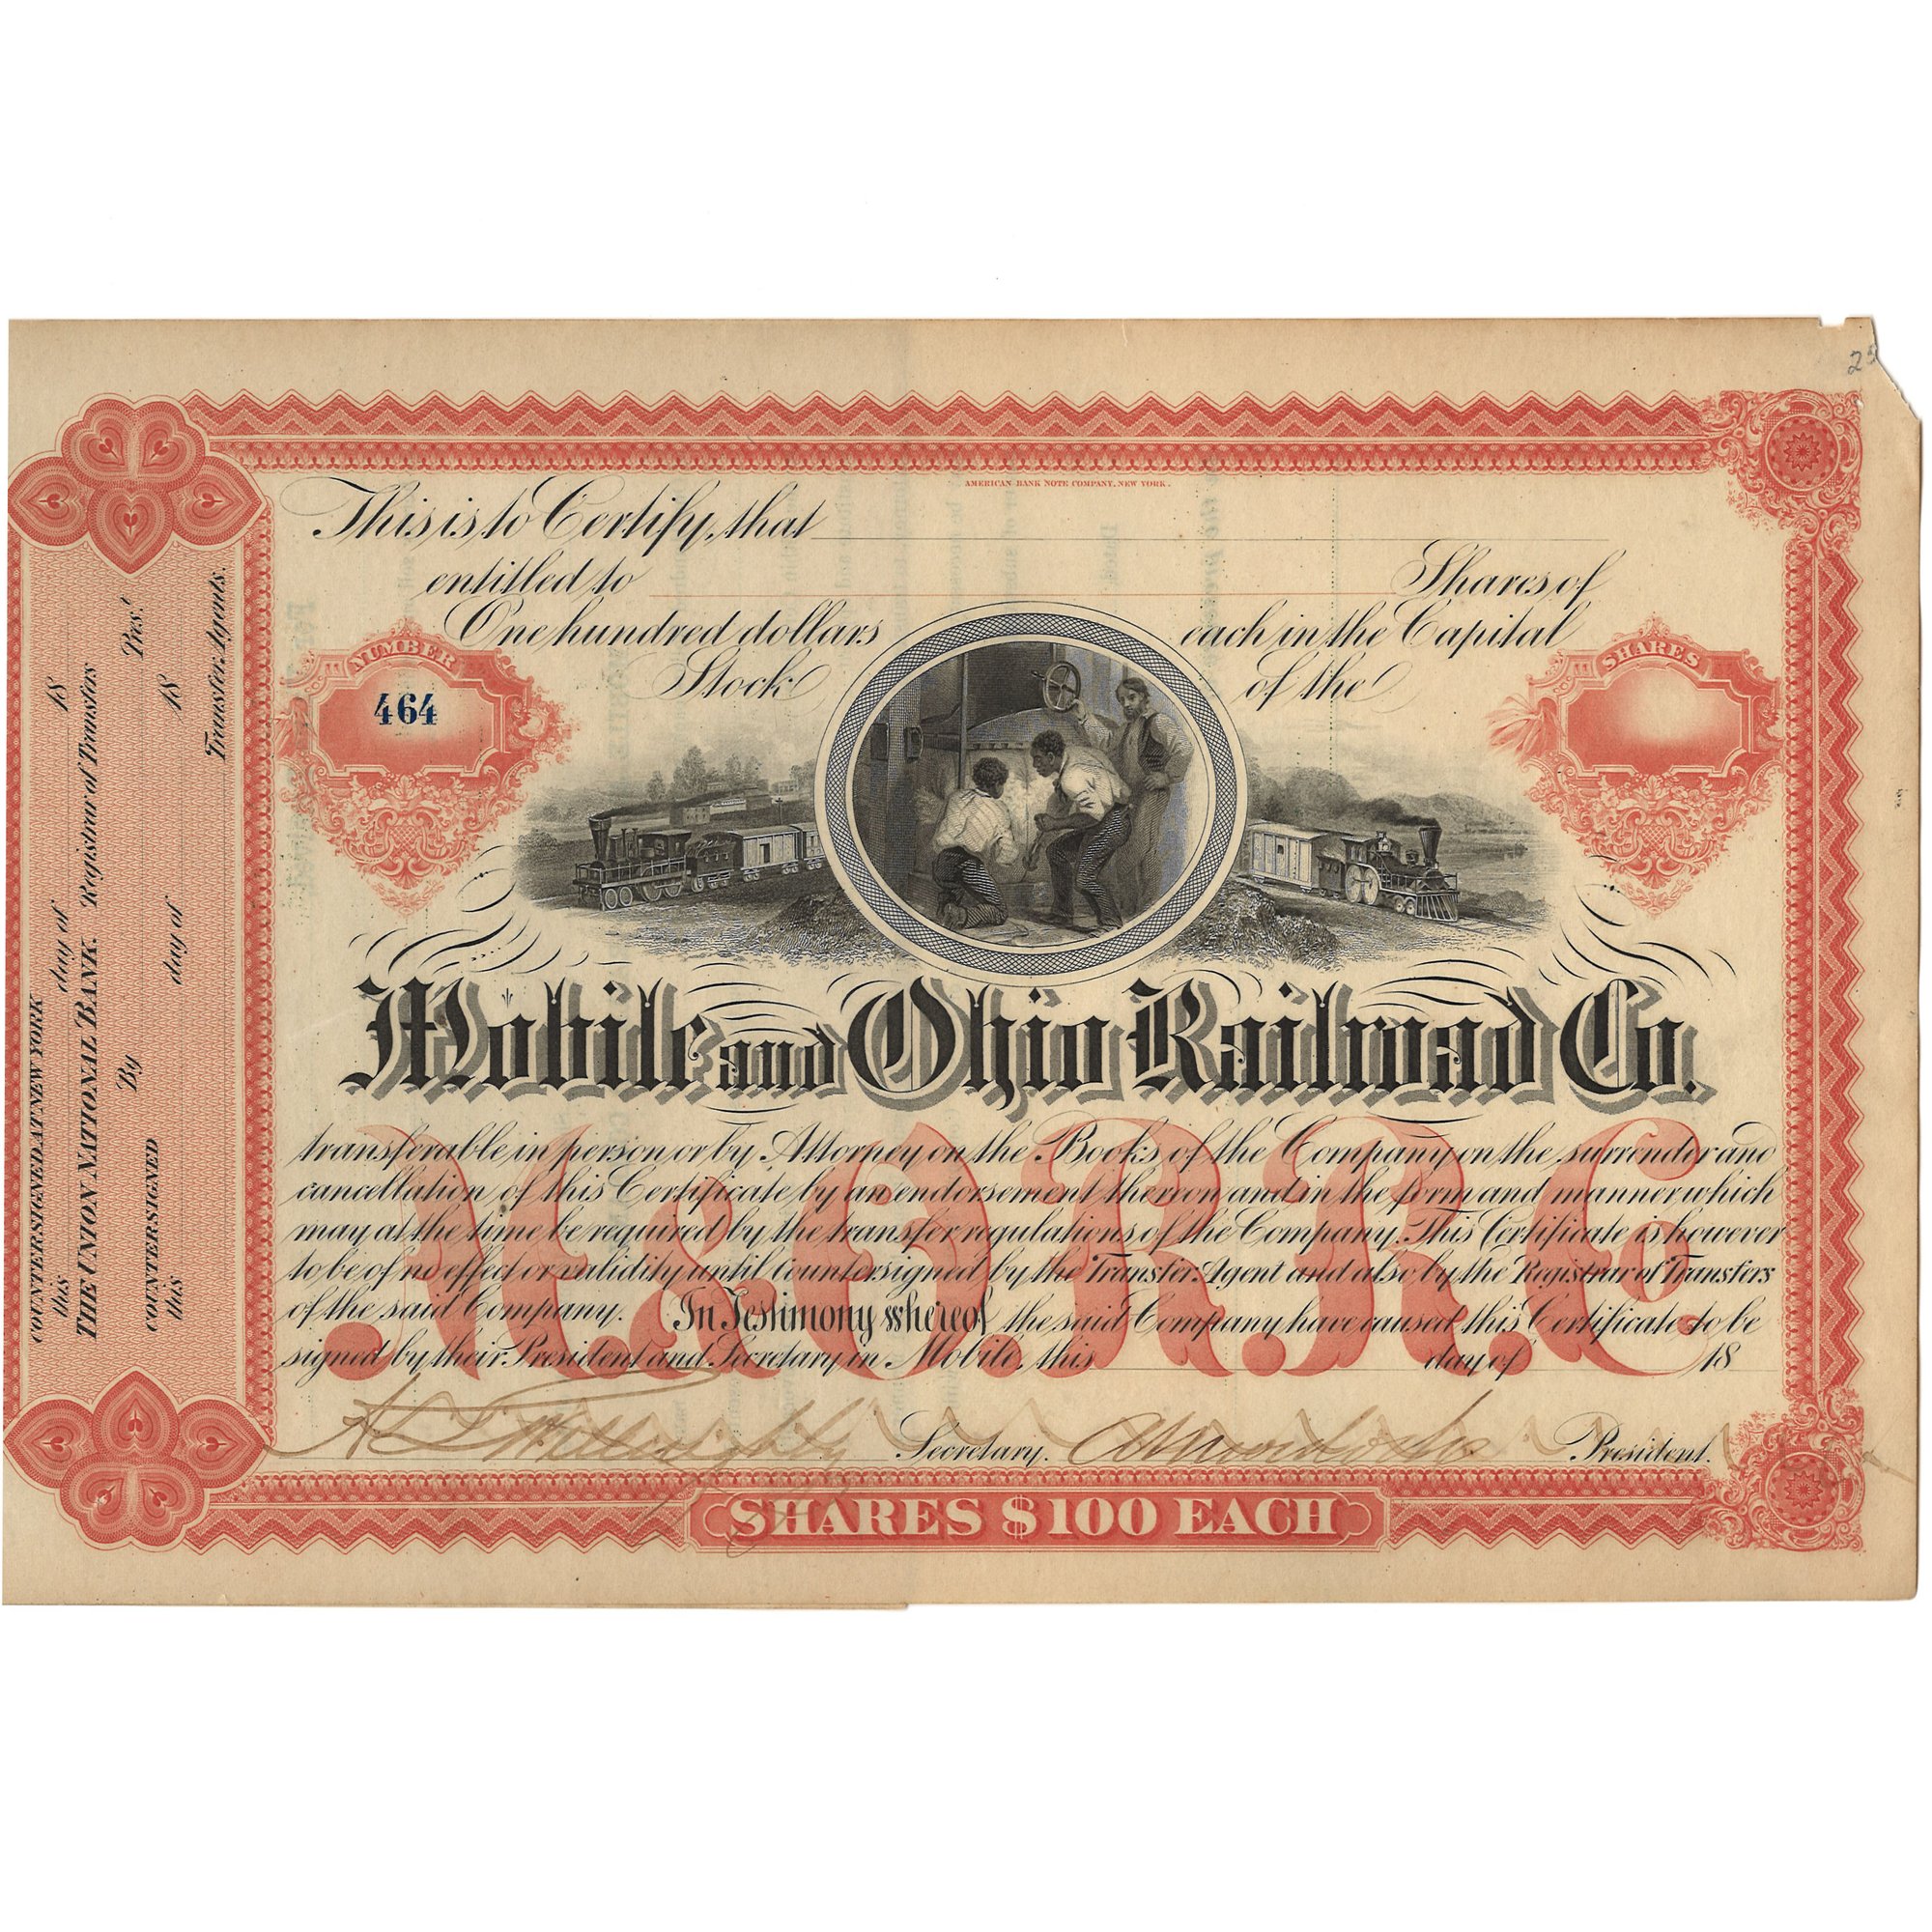 25
AMERICAN BANK NOTE COMPANY, NEW YORK.
This is to Certify, that
entitled to Shares of
One hundred dollars each in the Capital
Stock of the
NUMBER
464
SHARES
Mobile and Ohio Railroad Co.
M & O. R. R. Co.
transferable in person or by Attorney on the Books of the Company on the surrender and
cancellation of this Certificate by an endorsement thereon and in the form and manner which
may at the time be required by the transfer regulations of the Company. This Certificate is however
to be of no effect or validity until Countersigned by the Transfer Agent and also by the Registrar of Transfers
of the said Company. In Testimony whereof the said Company have caused this Certificate to be
signed by their President and Secretary in Mobile, this day of 18
Secretary. President.
SHARES $100 EACH
COUNTERSIGNED AT NEW YORK
this day of 18
THE UNION NATIONAL BANK. Registrar of Transfers
By Prest.
COUNTERSIGNED
this day of 18
Transfer Agents.